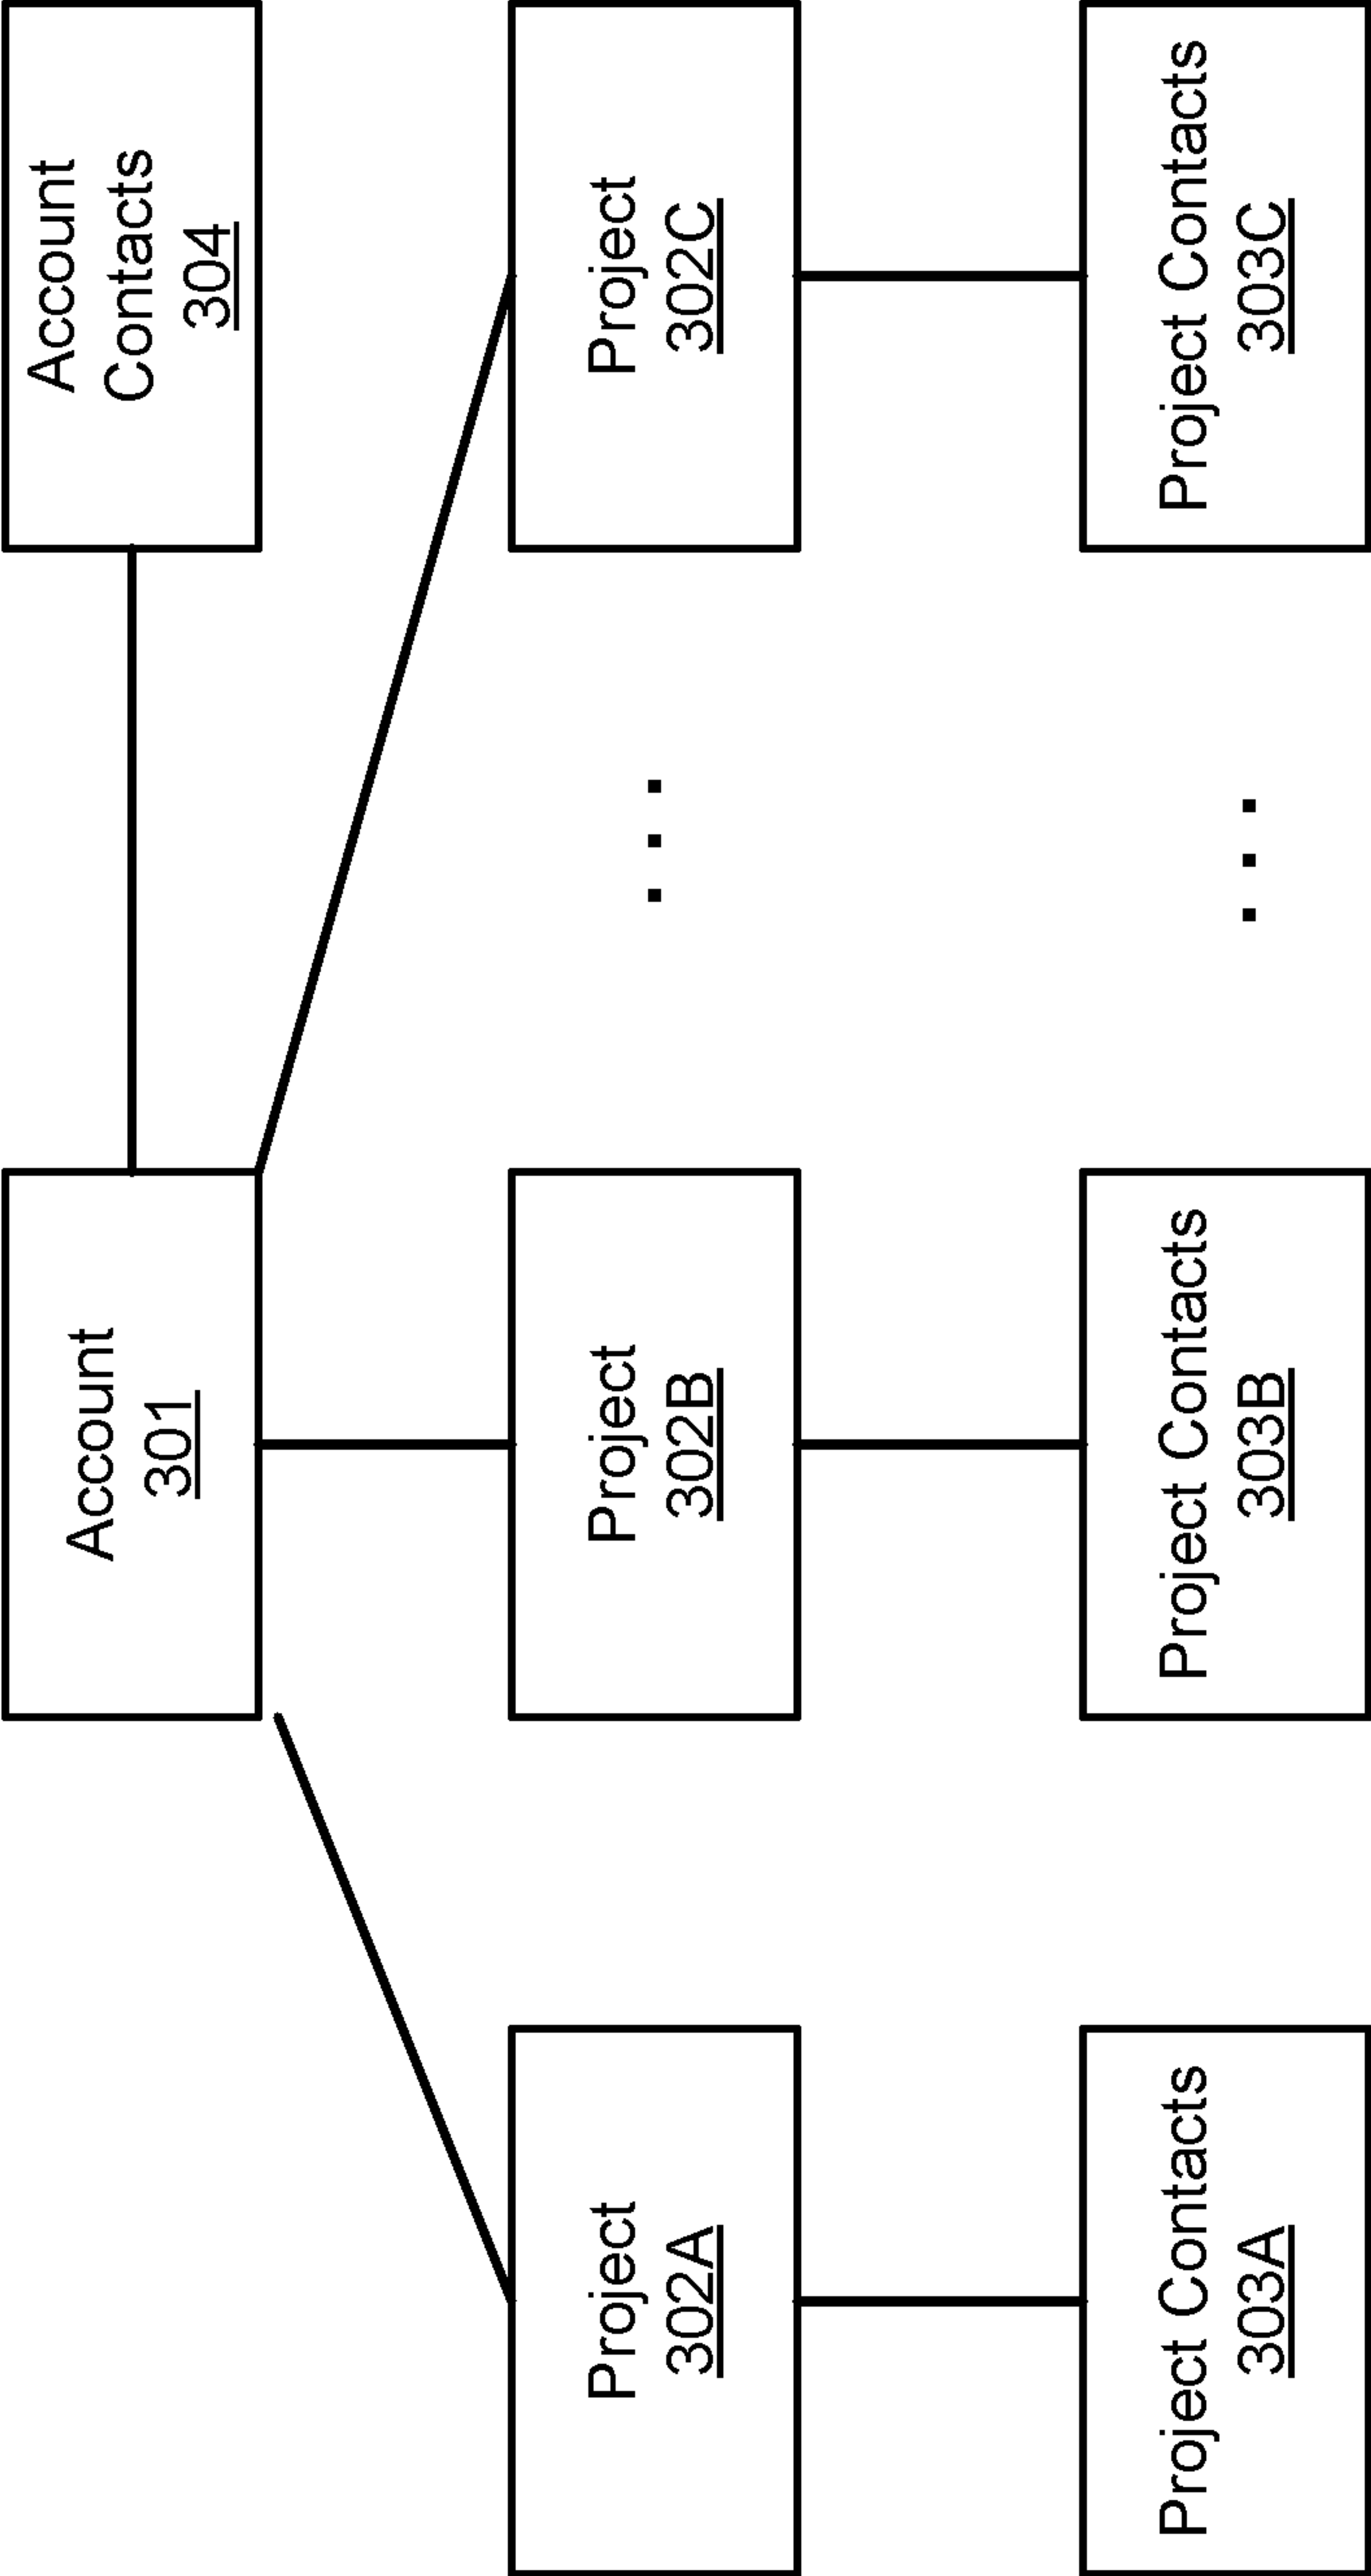 Account
301
Account
Contacts
304
Project
302A
Project
302B
. . .
Project
302C
Project Contacts
303A
Project Contacts
303B
. . .
Project Contacts
303C